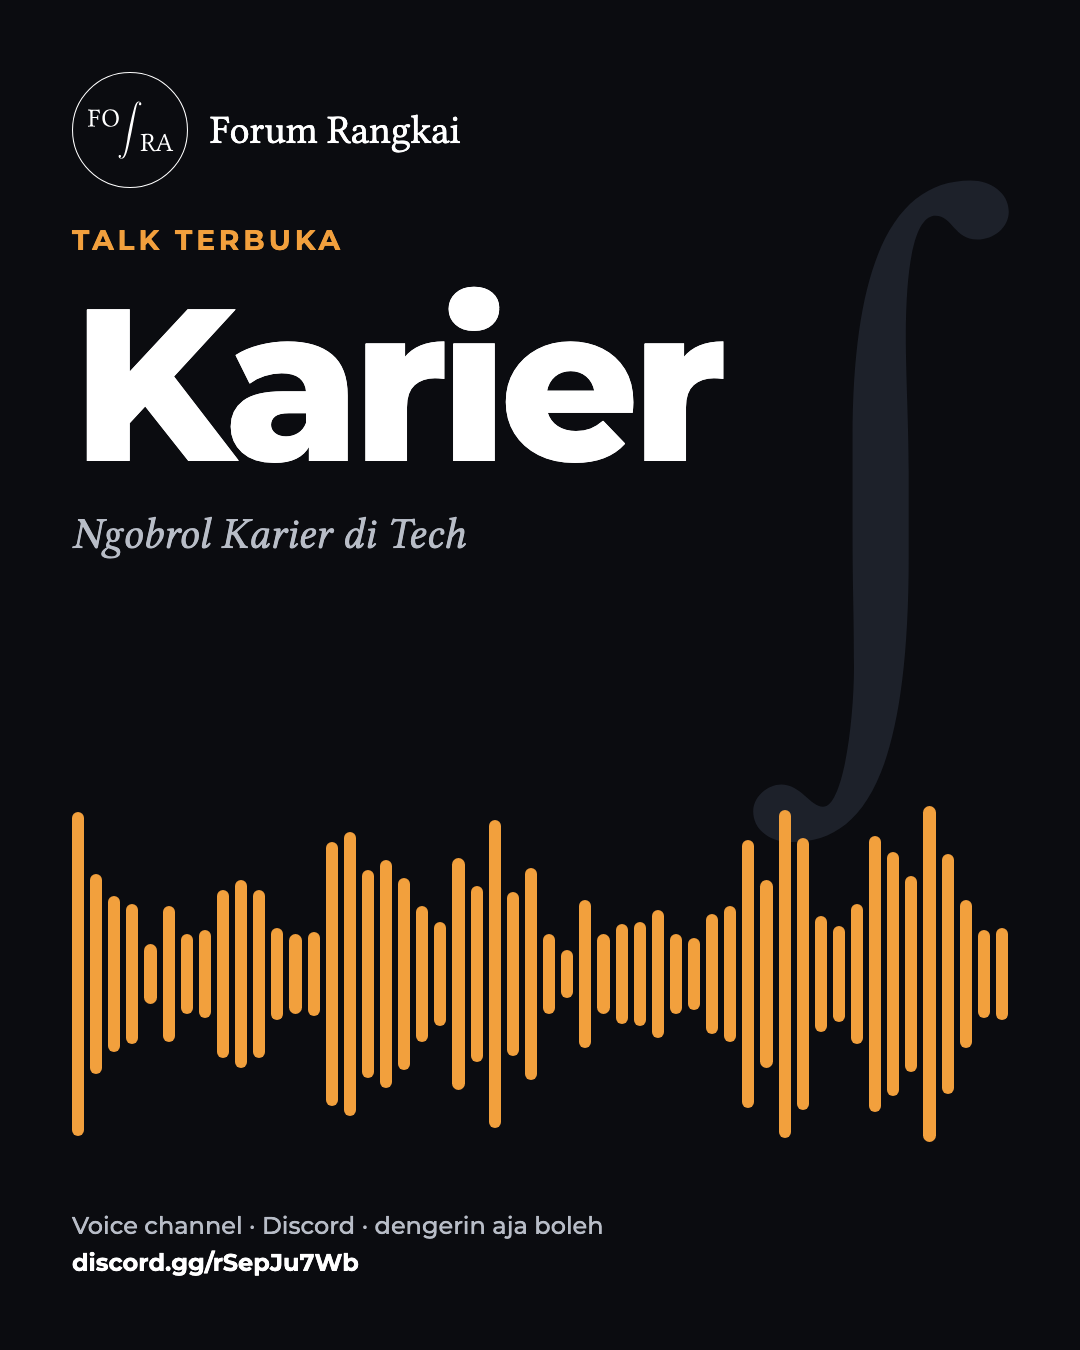 FO
RA
Forum Rangkai
TALK TERBUKA
Karier
Ngobrol Karier di Tech
Voice channel · Discord · dengerin aja boleh
discord.gg/rSepJu7Wb